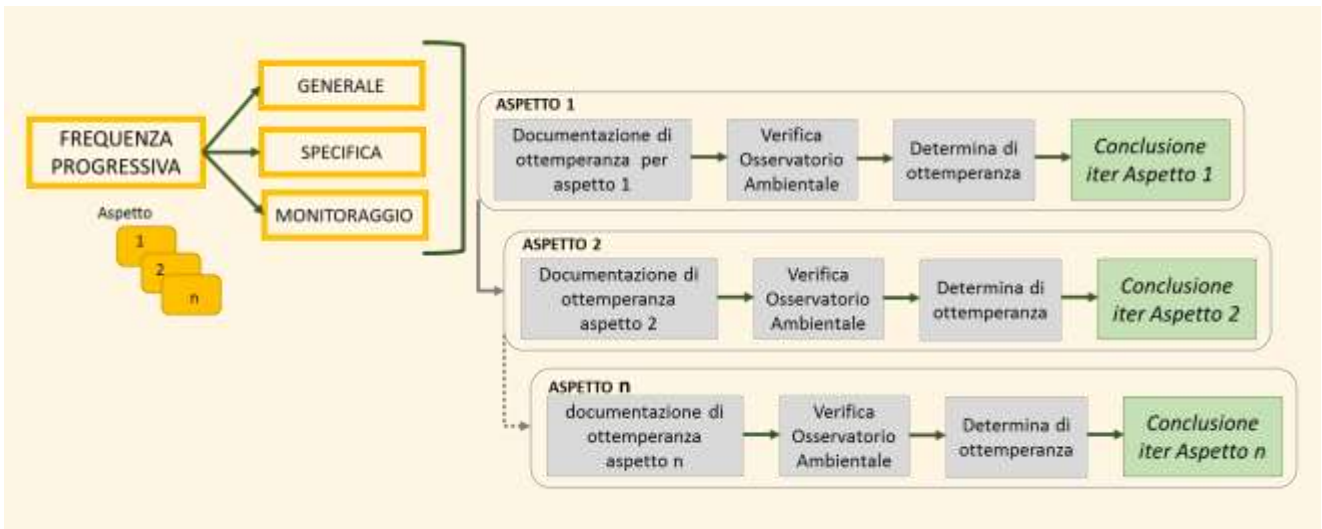 FREQUENZA
PROGRESSIVA
GENERALE
SPECIFICA
MONITORAGGIO
Aspetto
1
2
n
ASPETTO 1
Documentazione di
ottemperanza per
aspetto 1
Verifica
Osservatorio
Ambientale
Determina di
ottemperanza
Conclusione
iter Aspetto 1
ASPETTO 2
Documentazione di
ottemperanza
aspetto 2
Verifica
Osservatorio
Ambientale
Determina di
ottemperanza
Conclusione
iter Aspetto 2
ASPETTO n
documentazione di
ottemperanza
aspetto n
Verifica
Osservatorio
Ambientale
Determina di
ottemperanza
Conclusione
iter Aspetto n